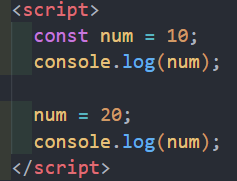 <script>
const num = 10;
console.log(num);
num = 20;
console.log(num);
</script>